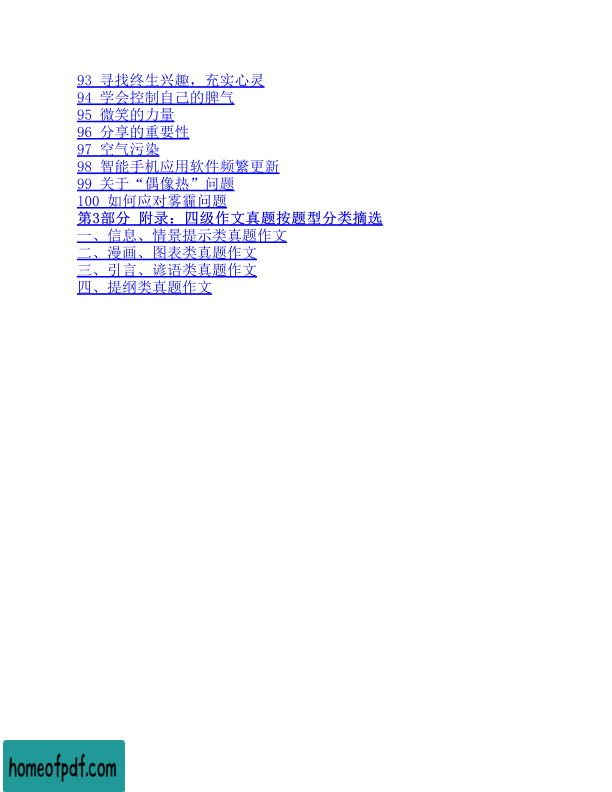 93 寻找终生兴趣，充实心灵
94 学会控制自己的脾气
95 微笑的力量
96 分享的重要性
97 空气污染
98 智能手机应用软件频繁更新
99 关于“偶像热”问题
100 如何应对雾霾问题
第3部分 附录：四级作文真题按题型分类摘选
一、信息、情景提示类真题作文
二、漫画、图表类真题作文
三、引言、谚语类真题作文
四、提纲类真题作文
homeofpdf.com